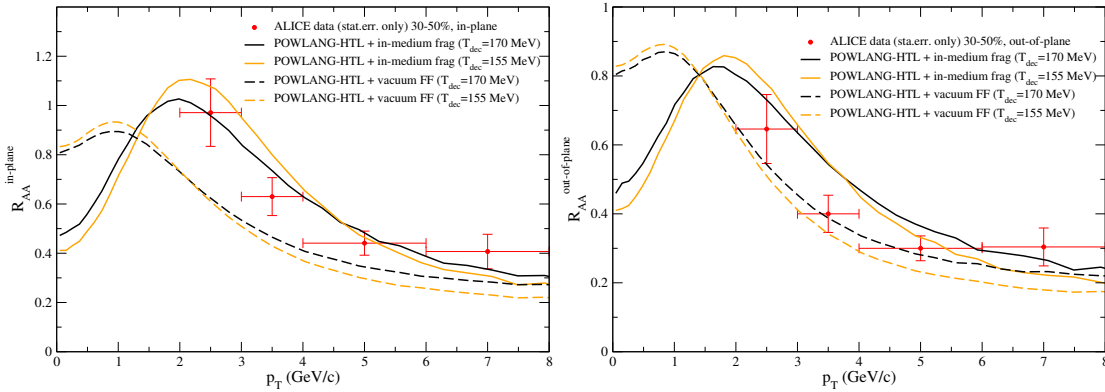 ALICE data (stat.err. only) 30-50%, in-plane
POWLANG-HTL + in-medium frag (T_dec=170 MeV)
POWLANG-HTL + in-medium frag (T_dec=155 MeV)
POWLANG-HTL + vacuum FF (T_dec=170 MeV)
POWLANG-HTL + vacuum FF (T_dec=155 MeV)
1.2
1
0.8
0.6
0.4
0.2
0
R_AA^in-plane
0 1 2 3 4 5 6 7 8
p_T (GeV/c)
ALICE data (sta.err. only) 30-50%, out-of-plane
POWLANG-HTL + in-medium frag (T_dec=170 MeV)
POWLANG-HTL + in-medium frag (T_dec=155 MeV)
POWLANG-HTL + vacuum FF (T_dec=170 MeV)
POWLANG-HTL + vacuum FF (T_dec=155 MeV)
1
0.8
0.6
0.4
0.2
0
R_AA^out-of-plane
0 1 2 3 4 5 6 7 8
p_T (GeV/c)